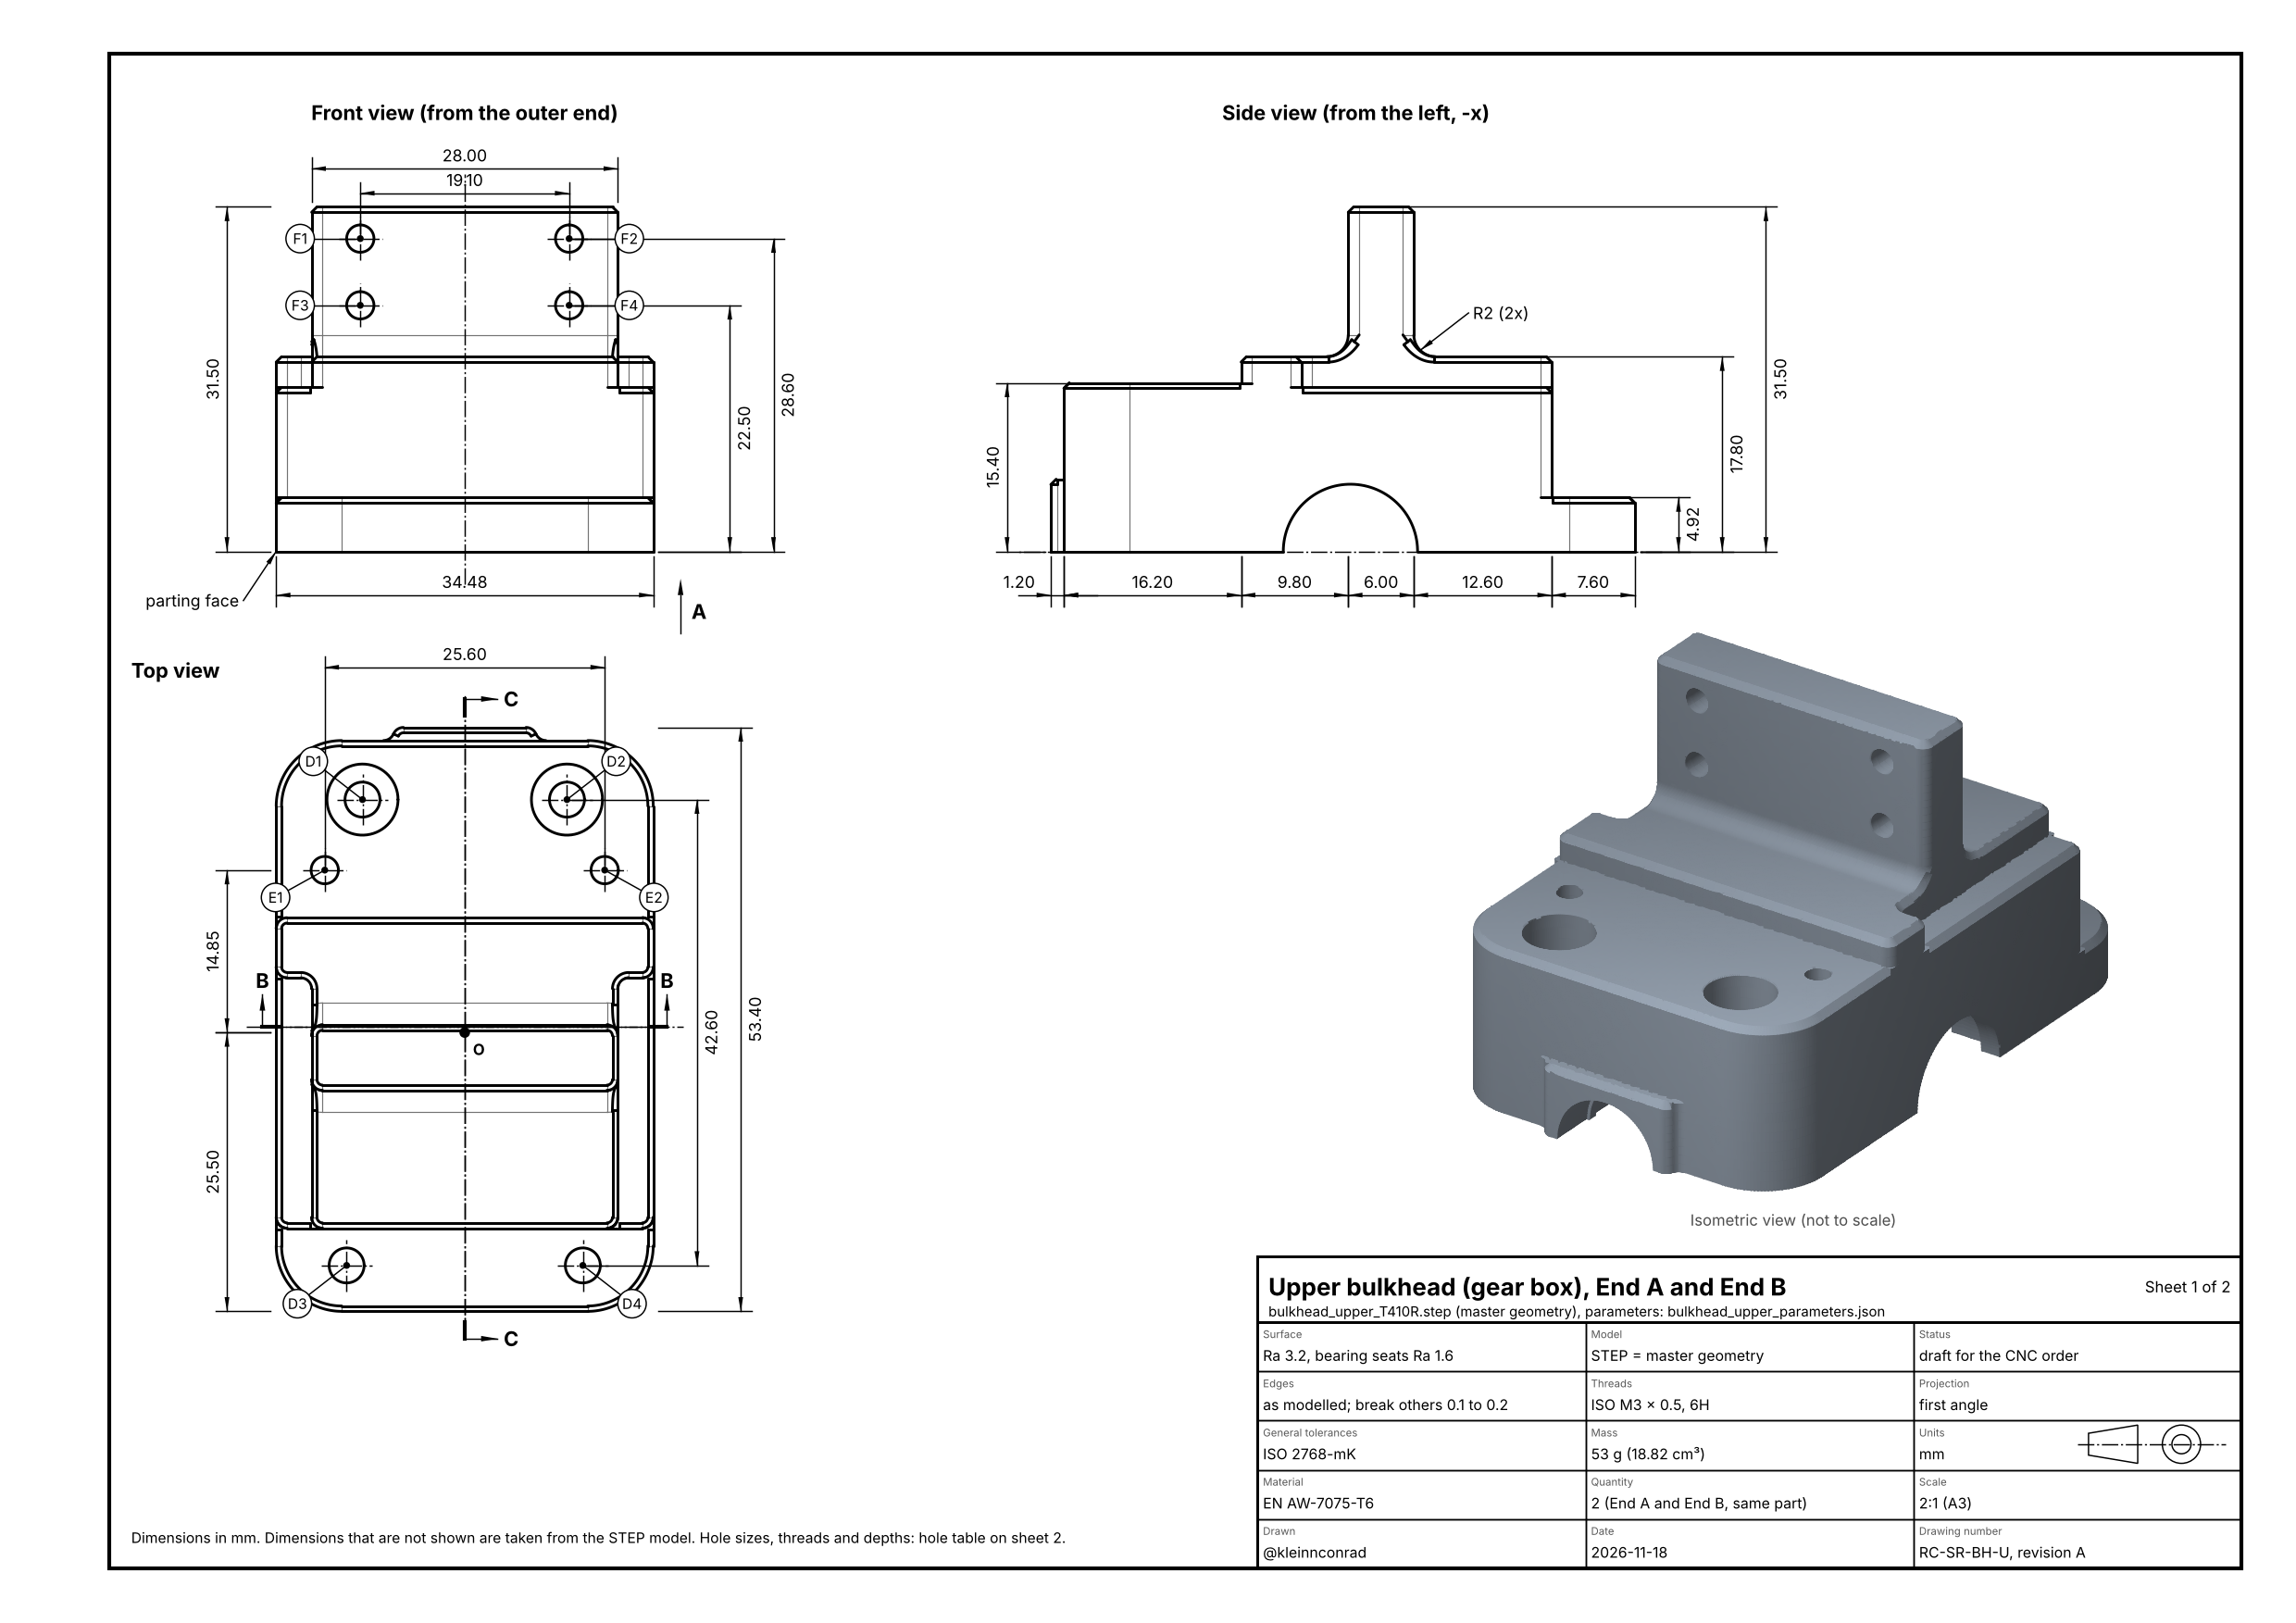 Front view (from the outer end)
Side view (from the left, -x)
28.00
19.10
F1
F2
F3
F4
31.50
22.50
28.60
34.48
parting face
A
R2 (2x)
15.40
31.50
17.80
4.92
1.20
16.20
9.80
6.00
12.60
7.60
Top view
25.60
C
D1
D2
E1
E2
14.85
B
B
O
42.60
53.40
25.50
D3
D4
C
Isometric view (not to scale)
Upper bulkhead (gear box), End A and End B
Sheet 1 of 2
bulkhead_upper_T410R.step (master geometry), parameters: bulkhead_upper_parameters.json
Surface
Ra 3.2, bearing seats Ra 1.6
Model
STEP = master geometry
Status
draft for the CNC order
Edges
as modelled; break others 0.1 to 0.2
Threads
ISO M3 × 0.5, 6H
Projection
first angle
General tolerances
ISO 2768-mK
Mass
53 g (18.82 cm³)
Units
mm
Material
EN AW-7075-T6
Quantity
2 (End A and End B, same part)
Scale
2:1 (A3)
Drawn
@kleinnconrad
Date
2026-11-18
Drawing number
RC-SR-BH-U, revision A
Dimensions in mm. Dimensions that are not shown are taken from the STEP model. Hole sizes, threads and depths: hole table on sheet 2.